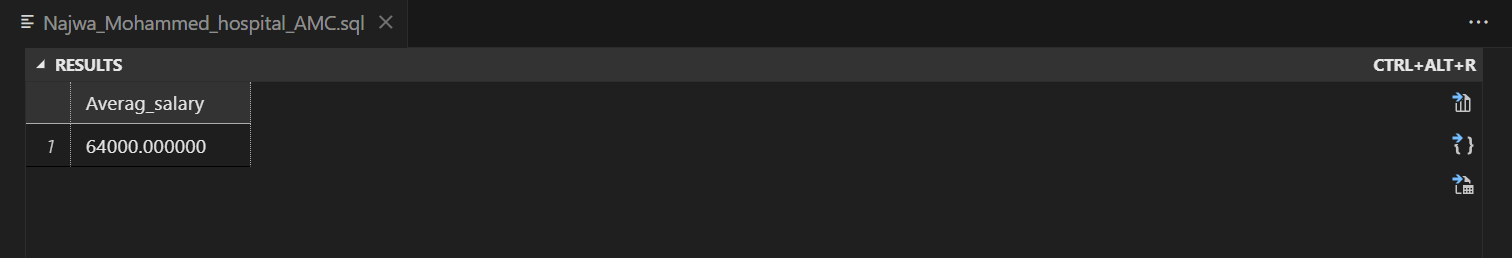 Najwa_Mohammed_hospital_AMC.sql
RESULTS CTRL+ALT+R
Averag_salary
1 64000.000000